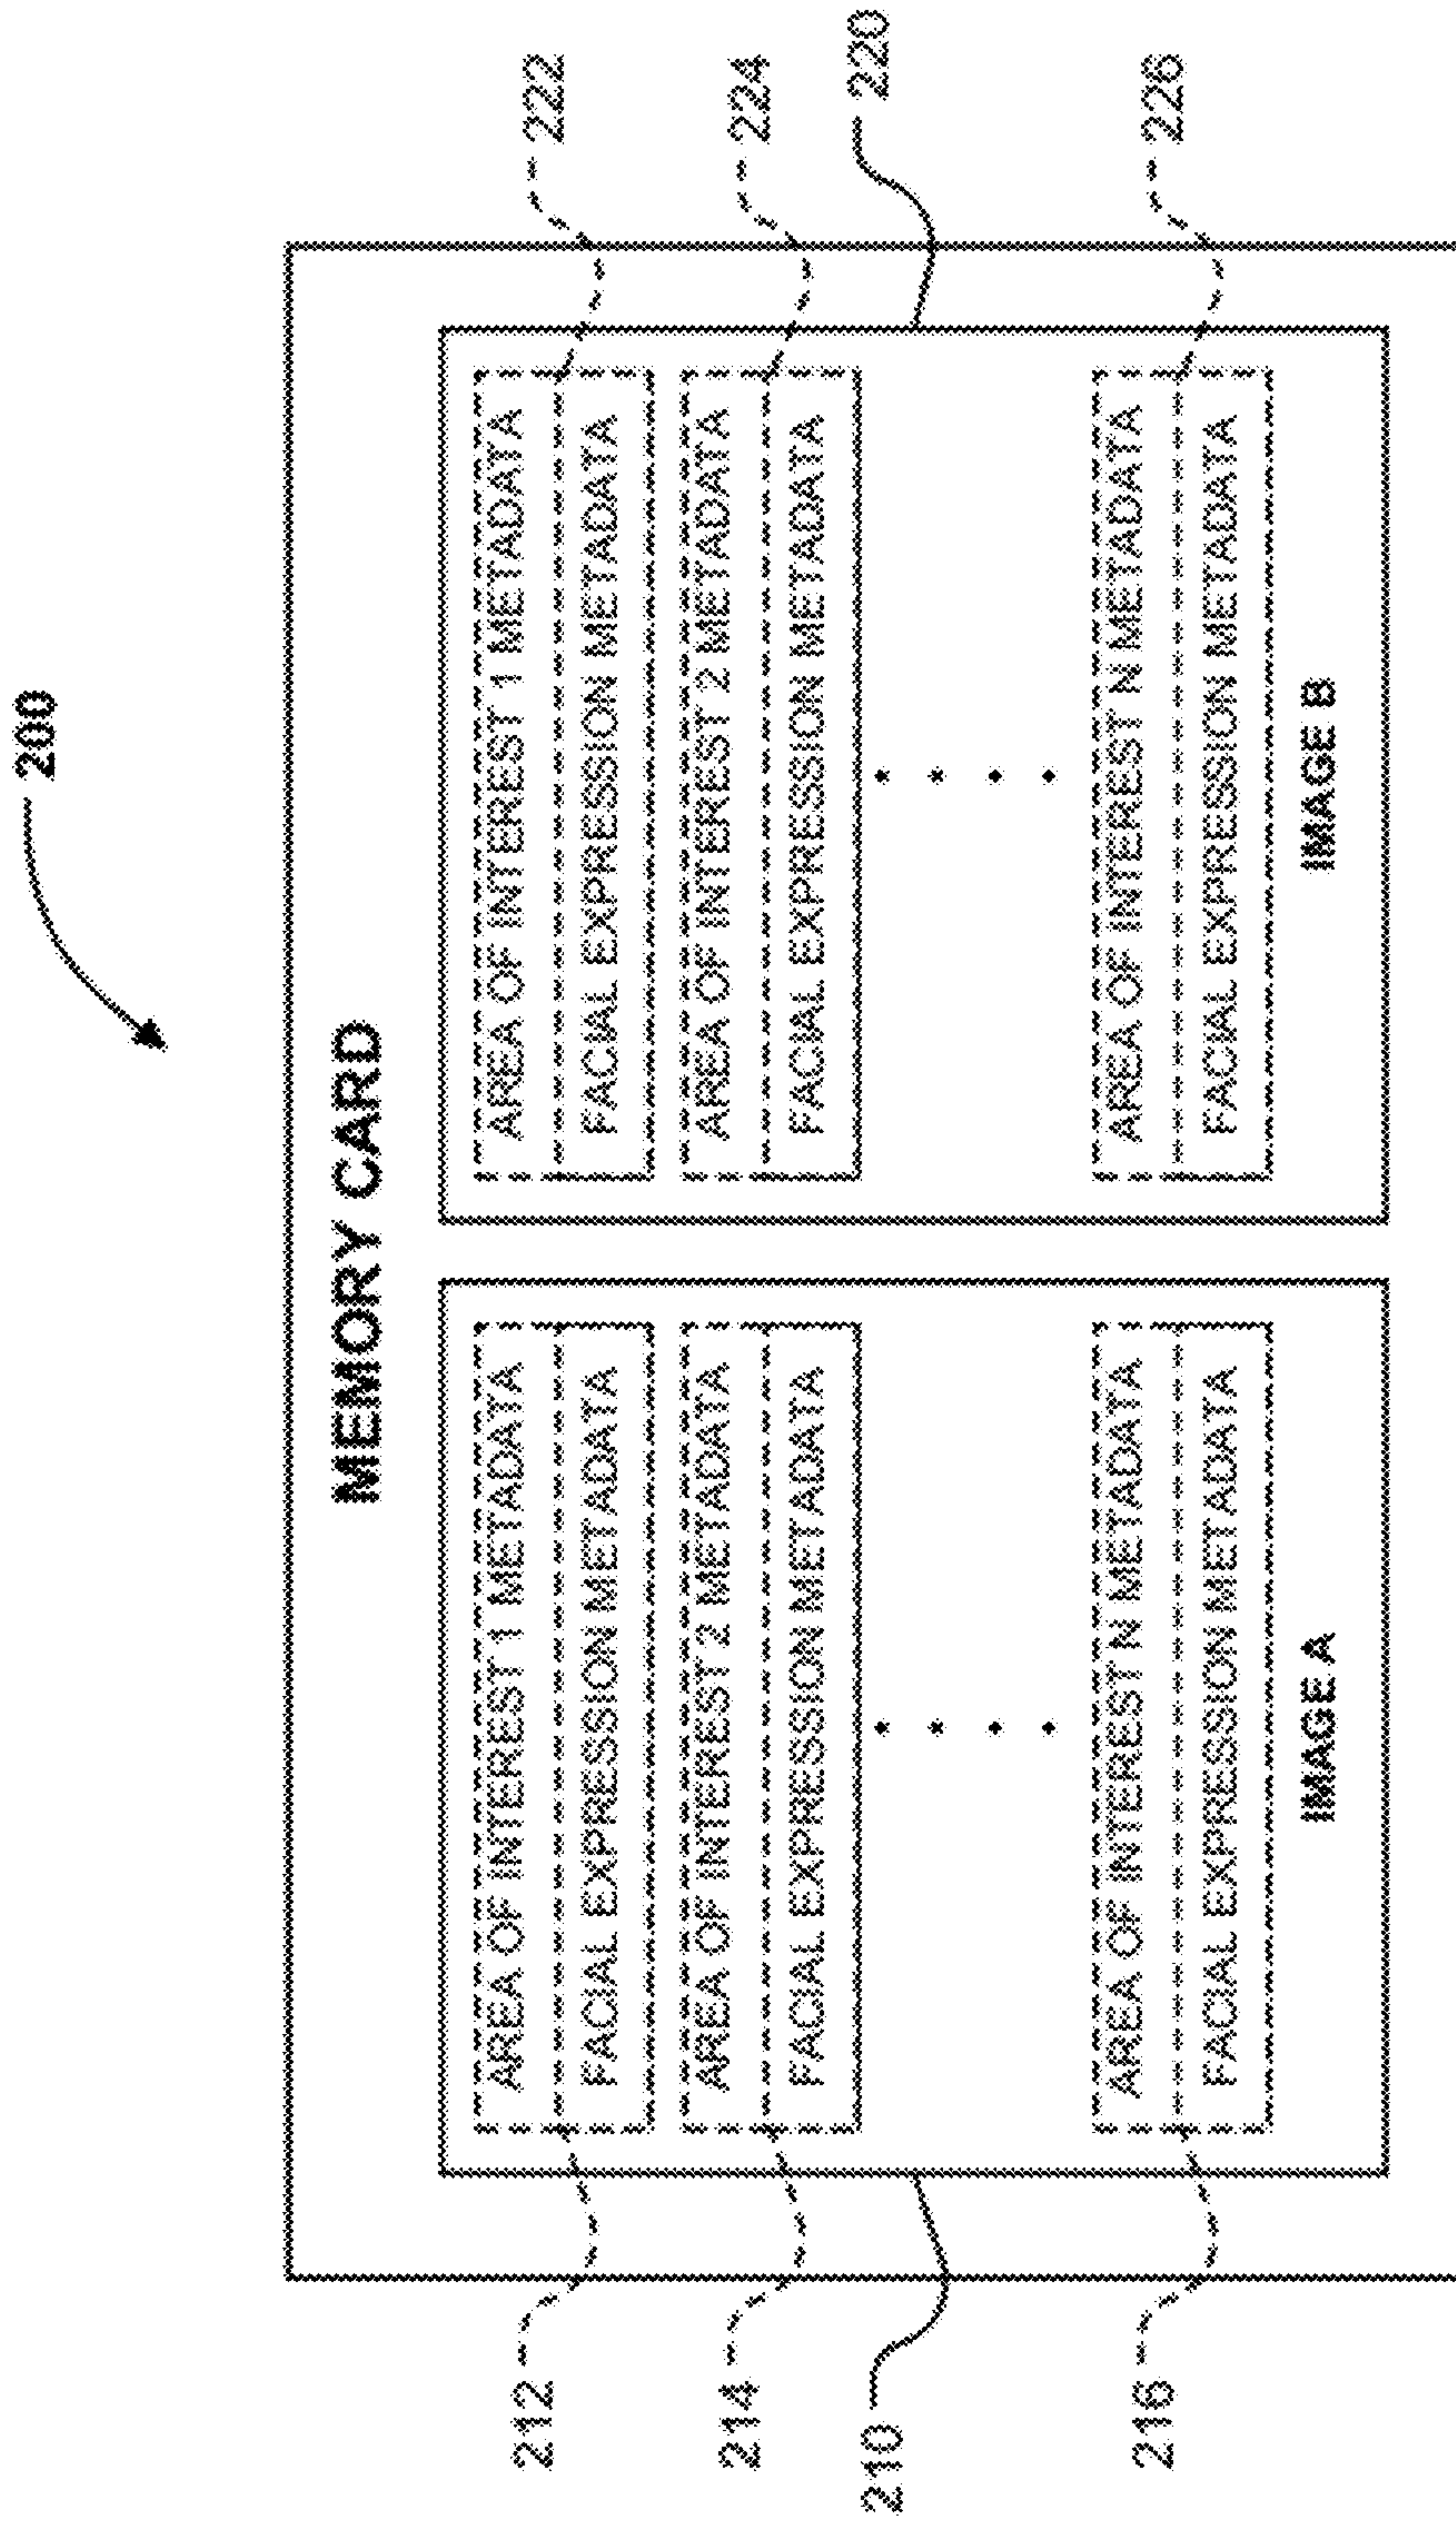 200
MEMORY CARD
212
AREA OF INTEREST 1 METADATA
FACIAL EXPRESSION METADATA
214
AREA OF INTEREST 2 METADATA
FACIAL EXPRESSION METADATA
210
216
AREA OF INTEREST N METADATA
FACIAL EXPRESSION METADATA
IMAGE A
AREA OF INTEREST 1 METADATA
FACIAL EXPRESSION METADATA
222
AREA OF INTEREST 2 METADATA
FACIAL EXPRESSION METADATA
224
220
AREA OF INTEREST N METADATA
FACIAL EXPRESSION METADATA
226
IMAGE B